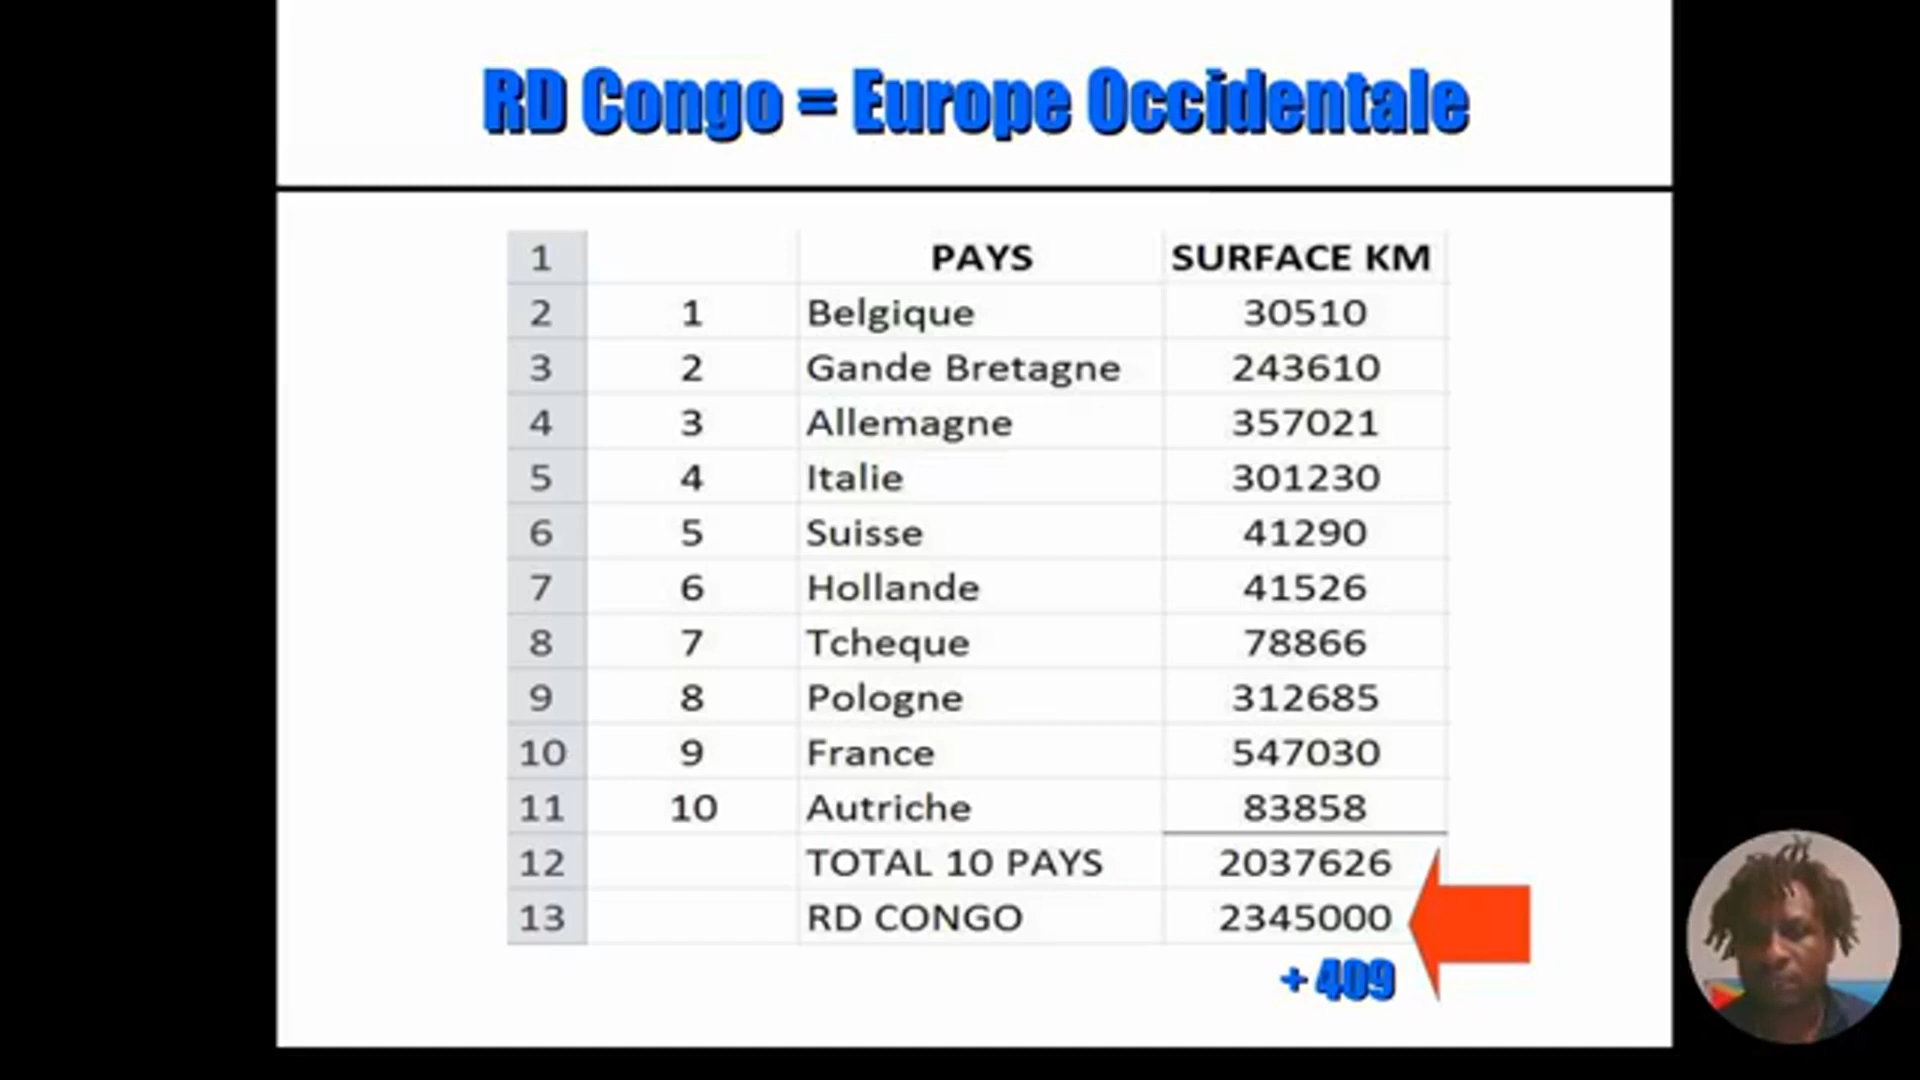 RD Congo = Europe Occidentale
1 PAYS SURFACE KM
2 1 Belgique 30510
3 2 Gande Bretagne 243610
4 3 Allemagne 357021
5 4 Italie 301230
6 5 Suisse 41290
7 6 Hollande 41526
8 7 Tcheque 78866
9 8 Pologne 312685
10 9 France 547030
11 10 Autriche 83858
12 TOTAL 10 PAYS 2037626
13 RD CONGO 2345000
+ 409